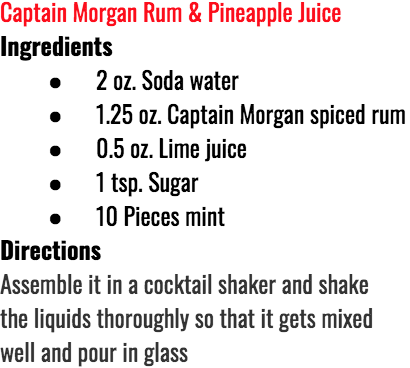 Captain Morgan Rum & Pineapple Juice
Ingredients
● 2 oz. Soda water
● 1.25 oz. Captain Morgan spiced rum
● 0.5 oz. Lime juice
● 1 tsp. Sugar
● 10 Pieces mint
Directions
Assemble it in a cocktail shaker and shake
the liquids thoroughly so that it gets mixed
well and pour in glass